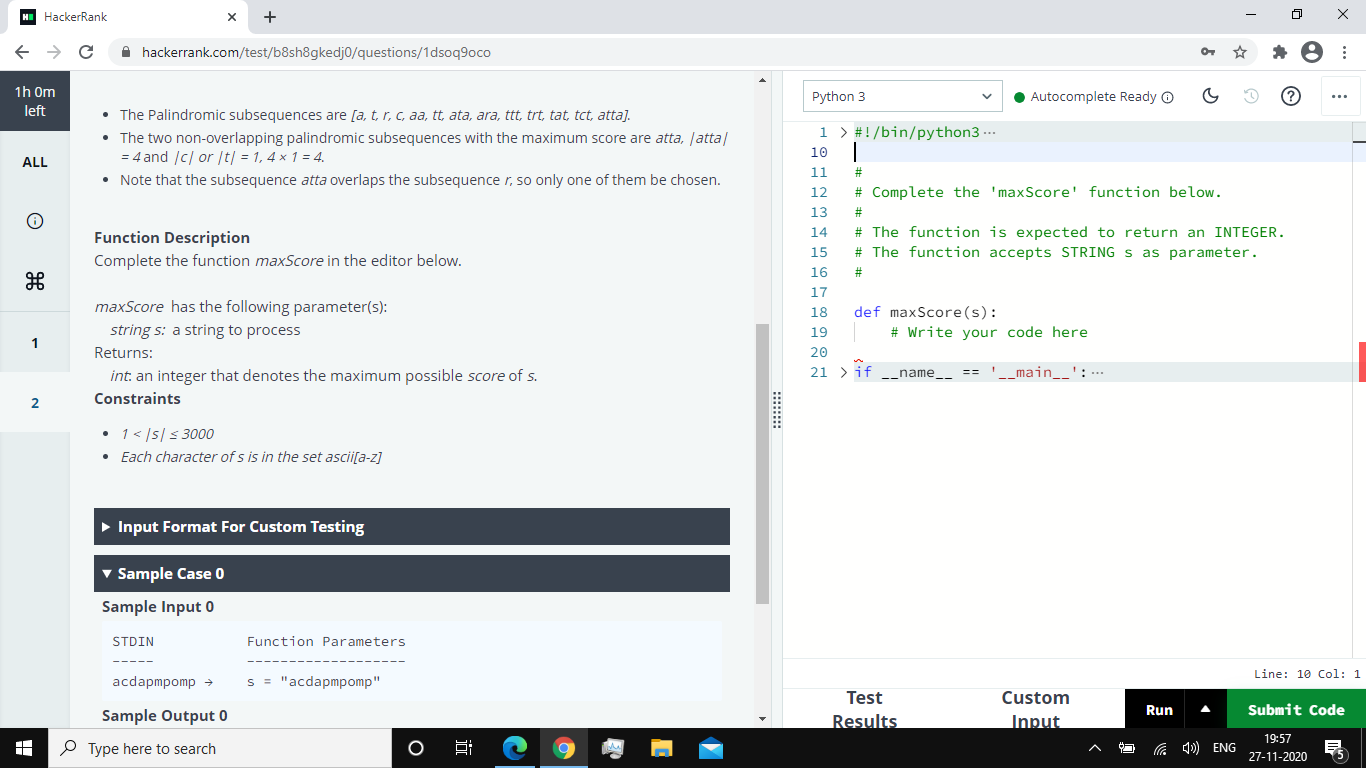 HackerRank
hackerrank.com/test/b8sh8gkedj0/questions/1dsoq9oco
1h 0m
left
ALL
1
2
• The Palindromic subsequences are [a, t, r, c, aa, tt, ata, ara, ttt, trt, tat, tct, atta].
• The two non-overlapping palindromic subsequences with the maximum score are atta, |atta|
= 4 and |c| or |t| = 1, 4 × 1 = 4.
• Note that the subsequence atta overlaps the subsequence r, so only one of them be chosen.
Function Description
Complete the function maxScore in the editor below.
maxScore has the following parameter(s):
string s: a string to process
Returns:
int: an integer that denotes the maximum possible score of s.
Constraints
• 1 < |s| ≤ 3000
• Each character of s is in the set ascii[a-z]
Input Format For Custom Testing
Sample Case 0
Sample Input 0
STDIN Function Parameters
----- -------------------
acdapmpomp → s = "acdapmpomp"
Sample Output 0
Python 3
Autocomplete Ready
1 #!/bin/python3 ···
10
11 #
12 # Complete the 'maxScore' function below.
13 #
14 # The function is expected to return an INTEGER.
15 # The function accepts STRING s as parameter.
16 #
17
18 def maxScore(s):
19 # Write your code here
20
21 if __name__ == '__main__': ···
Line: 10 Col: 1
Test
Results
Custom
Input
Run
Submit Code
Type here to search
ENG
19:57
27-11-2020
5